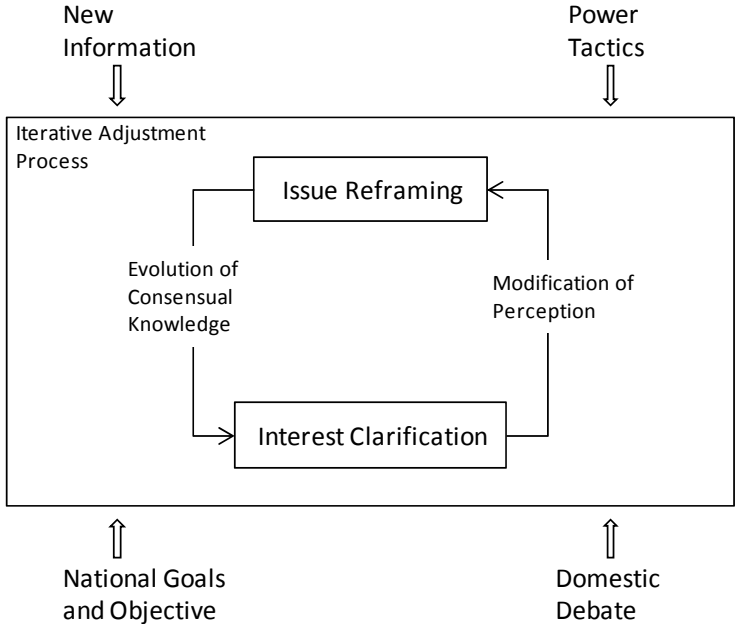 New
Information
Power
Tactics
Iterative Adjustment
Process
Issue Reframing
Evolution of
Consensual
Knowledge
Modification of
Perception
Interest Clarification
National Goals
and Objective
Domestic
Debate